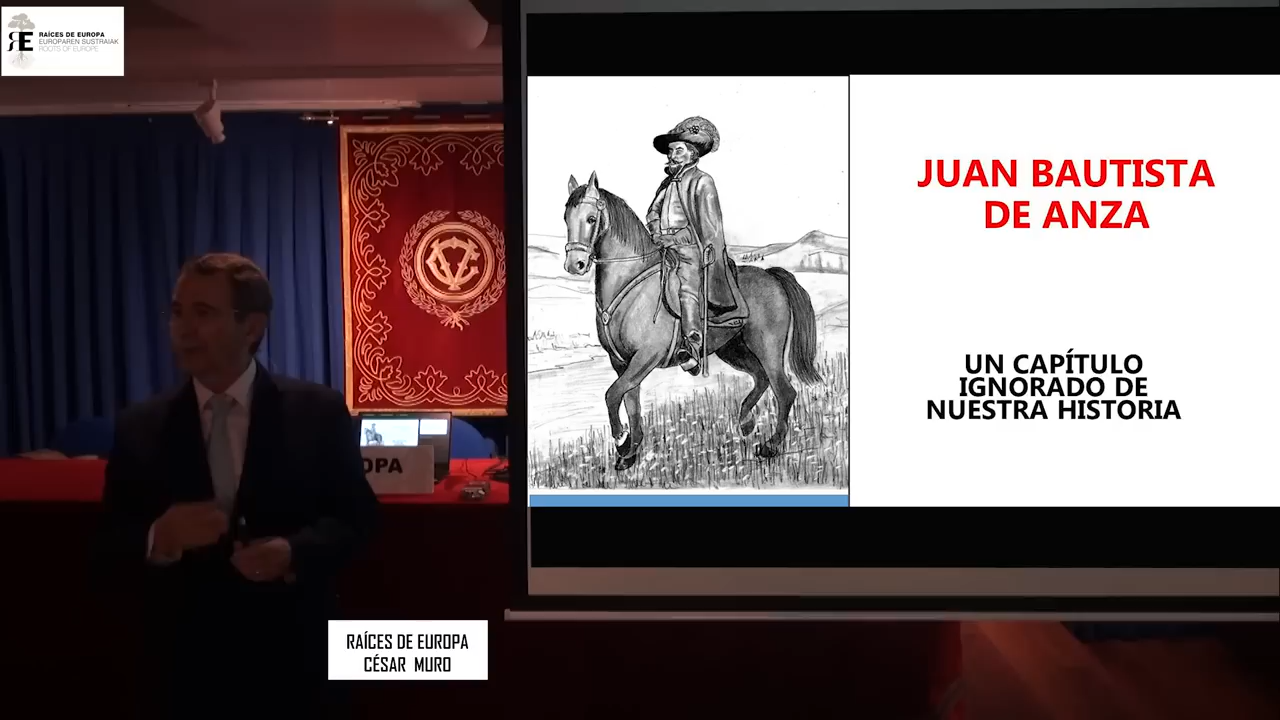 RAÍCES DE EUROPA
EUROPAREN SUSTRAIAK
ROOTS OF EUROPE
JUAN BAUTISTA
DE ANZA
UN CAPÍTULO
IGNORADO DE
NUESTRA HISTORIA
OPA
RAÍCES DE EUROPA
CÉSAR MURO